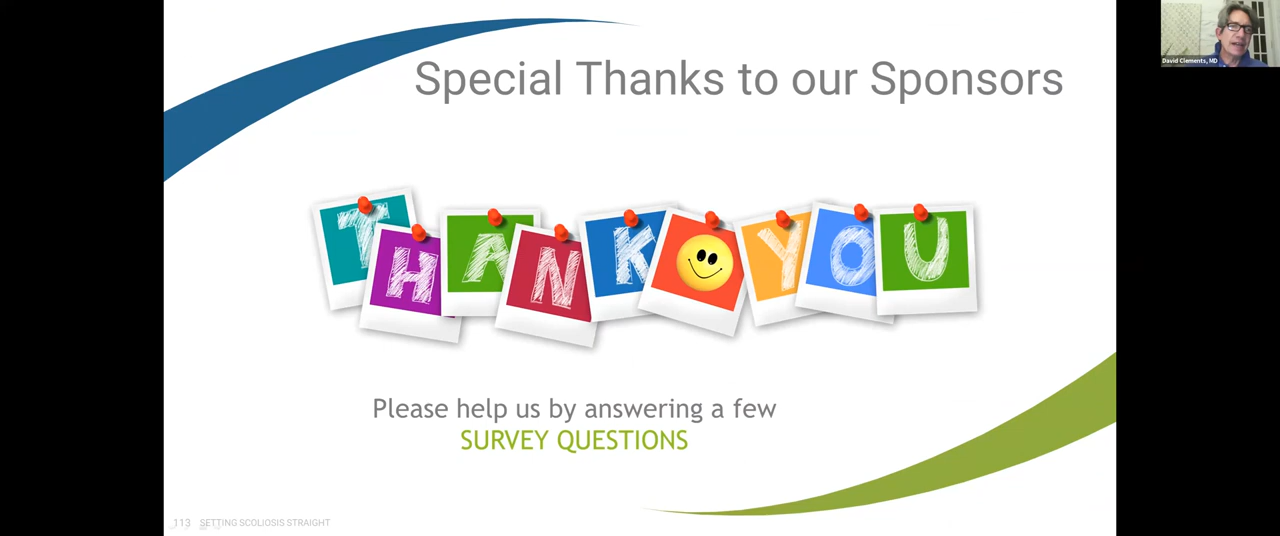 David Clements, MD
Special Thanks to our Sponsors
THANK YOU
Please help us by answering a few
SURVEY QUESTIONS
113 SETTING SCOLIOSIS STRAIGHT